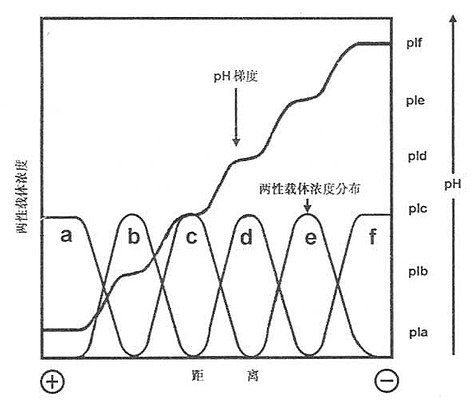 pH 梯度
两性载体浓度分布
两性载体浓度
a b c d e f
pIf
pIe
pId
pIc
pIb
pIa
pH
+ 距 离 −